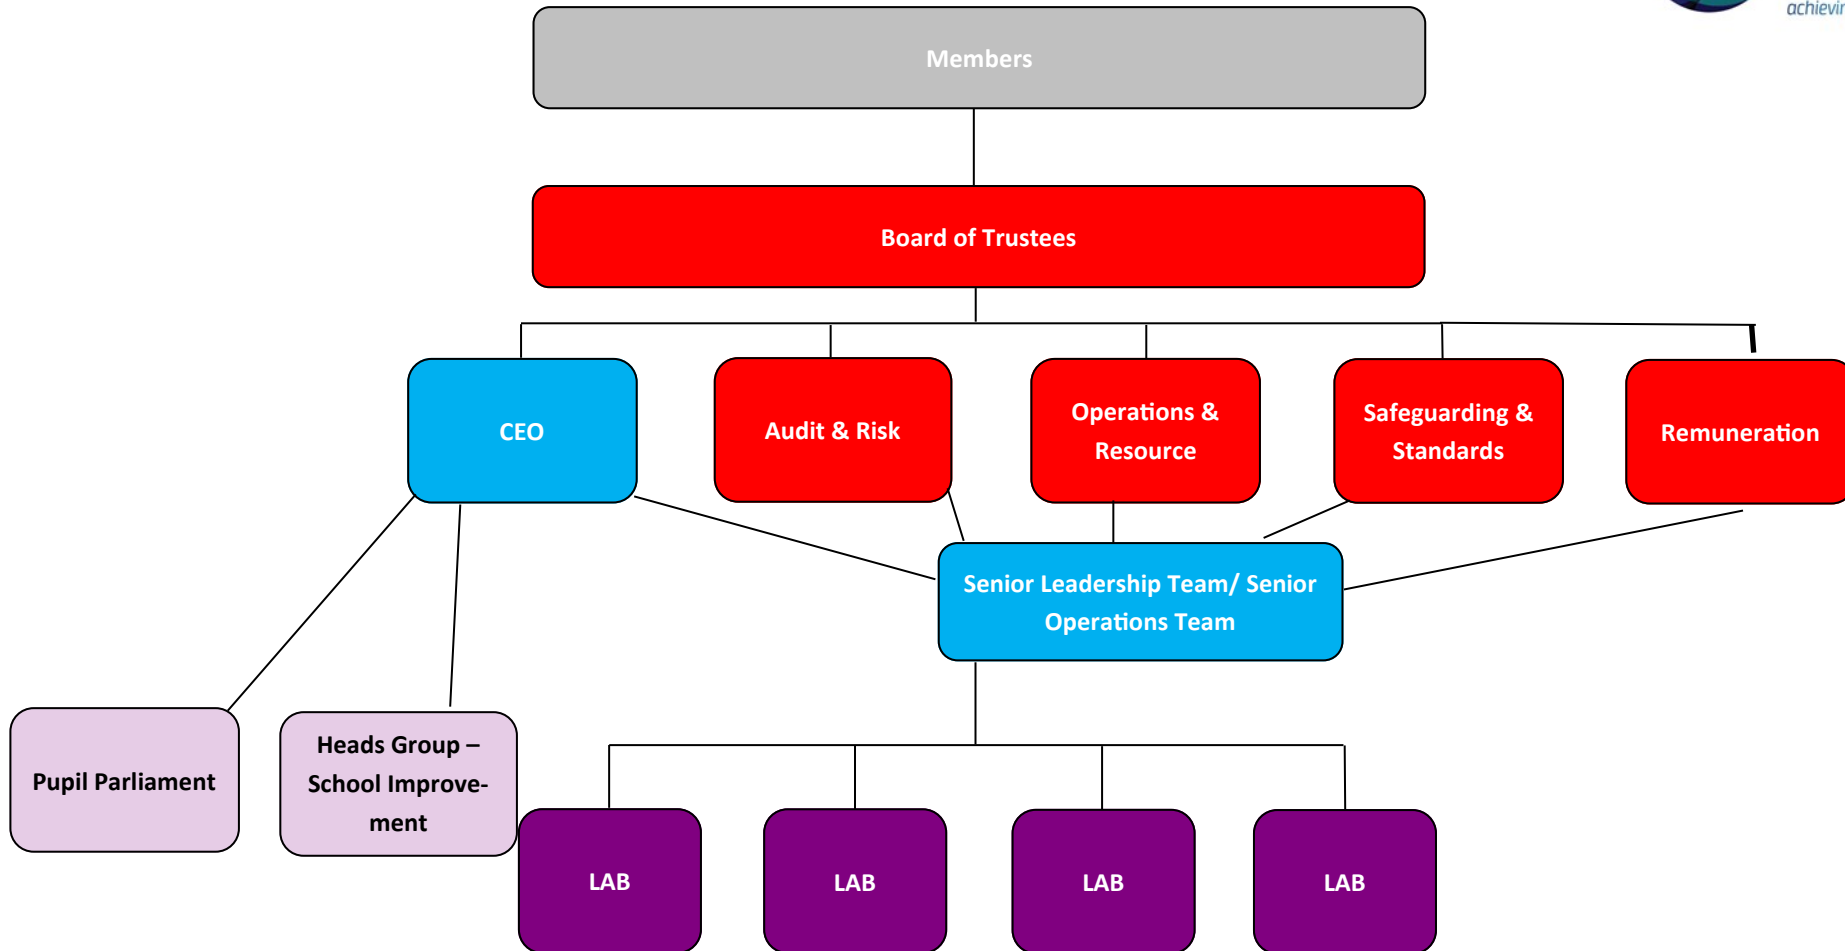 Members
Board of Trustees
CEO
Audit & Risk
Operations &
Resource
Safeguarding &
Standards
Remuneration
Senior Leadership Team/ Senior
Operations Team
Pupil Parliament
Heads Group –
School Improve-
ment
LAB
LAB
LAB
LAB